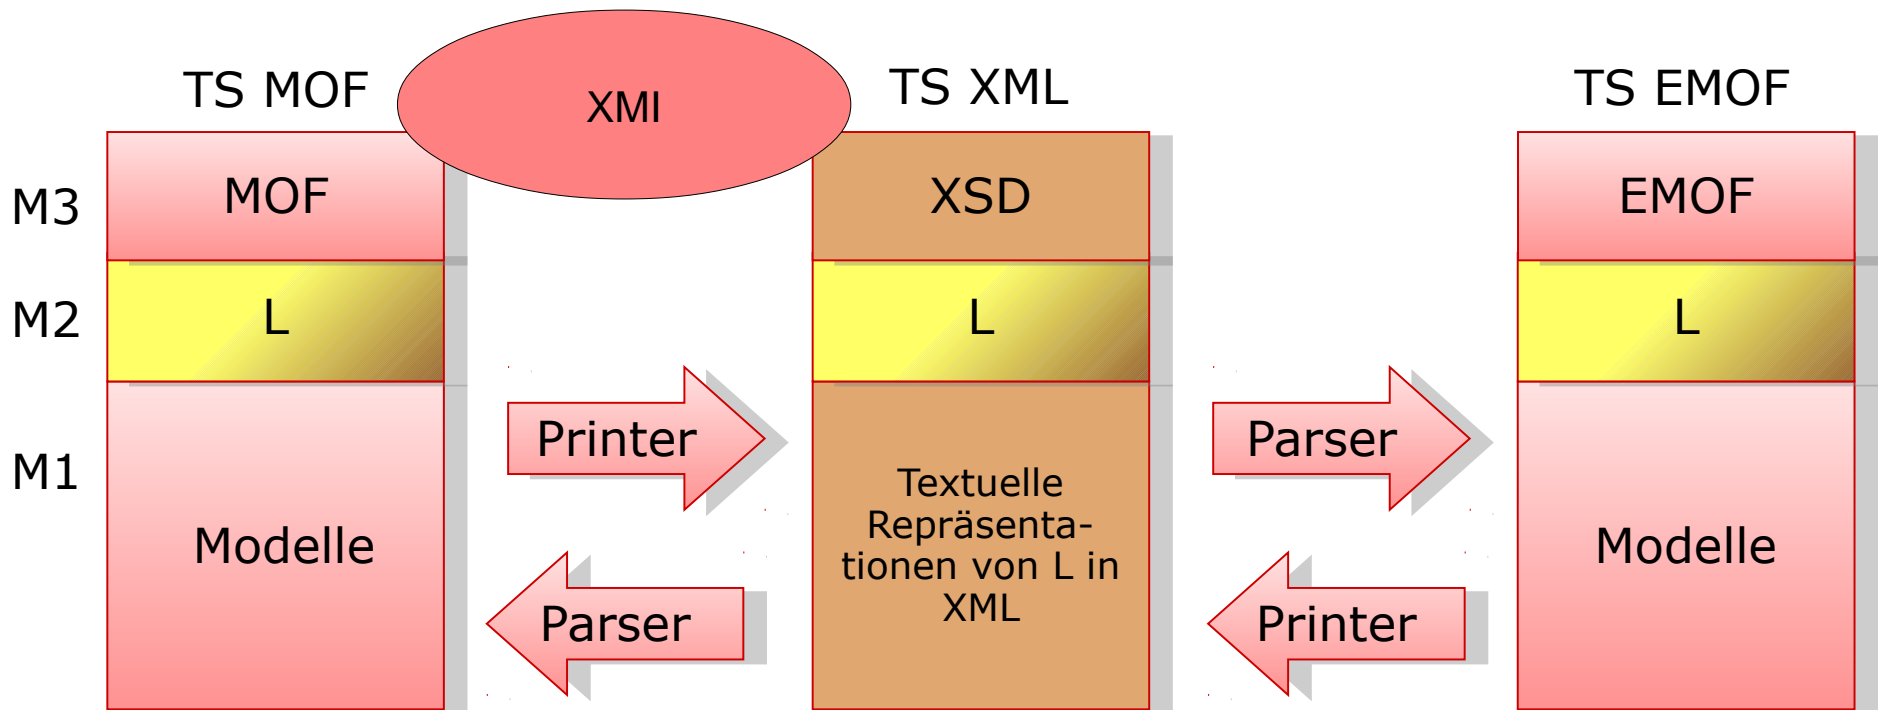 TS MOF
XMI
TS XML
TS EMOF
M3
MOF
XSD
EMOF
M2
L
L
L
M1
Printer
Parser
Textuelle
Repräsenta-
tionen von L in
XML
Modelle
Modelle
Parser
Printer